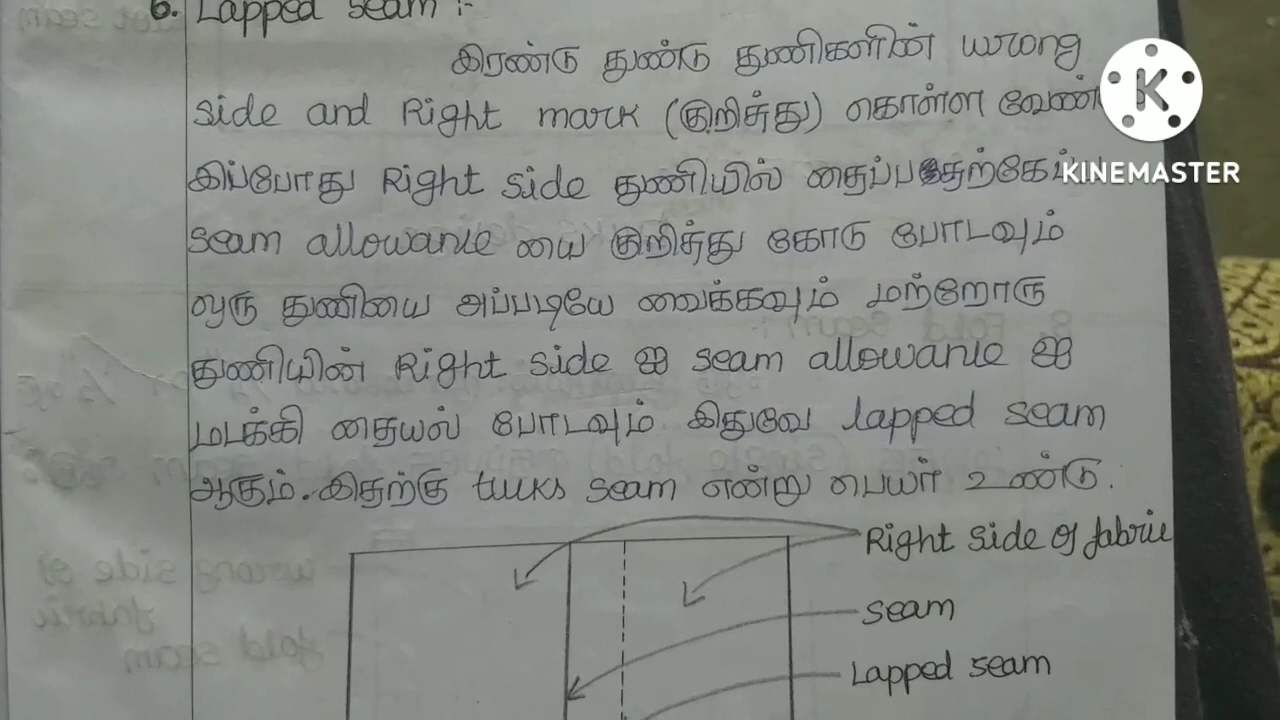 6. Lapped seam :-
இரண்டு துண்டு துணிகளின் wrong
side and Right mark (குறித்து) கொள்ள வேண்
இப்போது Right side துணியில் தைப்பதற்கேற்ப
seam allowance யை குறித்து கோடு போடவும்
ஒரு துணியை அப்படியே வைக்கவும் மற்றோரு
துணியின் Right side ஐ seam allowance ஐ
மடக்கி தையல் போடவும் இதுவே lapped seam
ஆகும். இதற்கு tucks seam என்று பெயர் உண்டு.
Right side of fabric
seam
Lapped seam
K
KINEMASTER